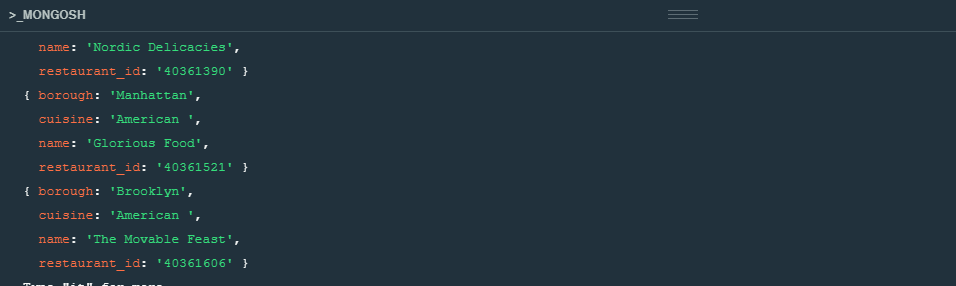 >_MONGOSH
name: 'Nordic Delicacies',
restaurant_id: '40361390' }
{ borough: 'Manhattan',
cuisine: 'American ',
name: 'Glorious Food',
restaurant_id: '40361521' }
{ borough: 'Brooklyn',
cuisine: 'American ',
name: 'The Movable Feast',
restaurant_id: '40361606' }
Type "it" for more